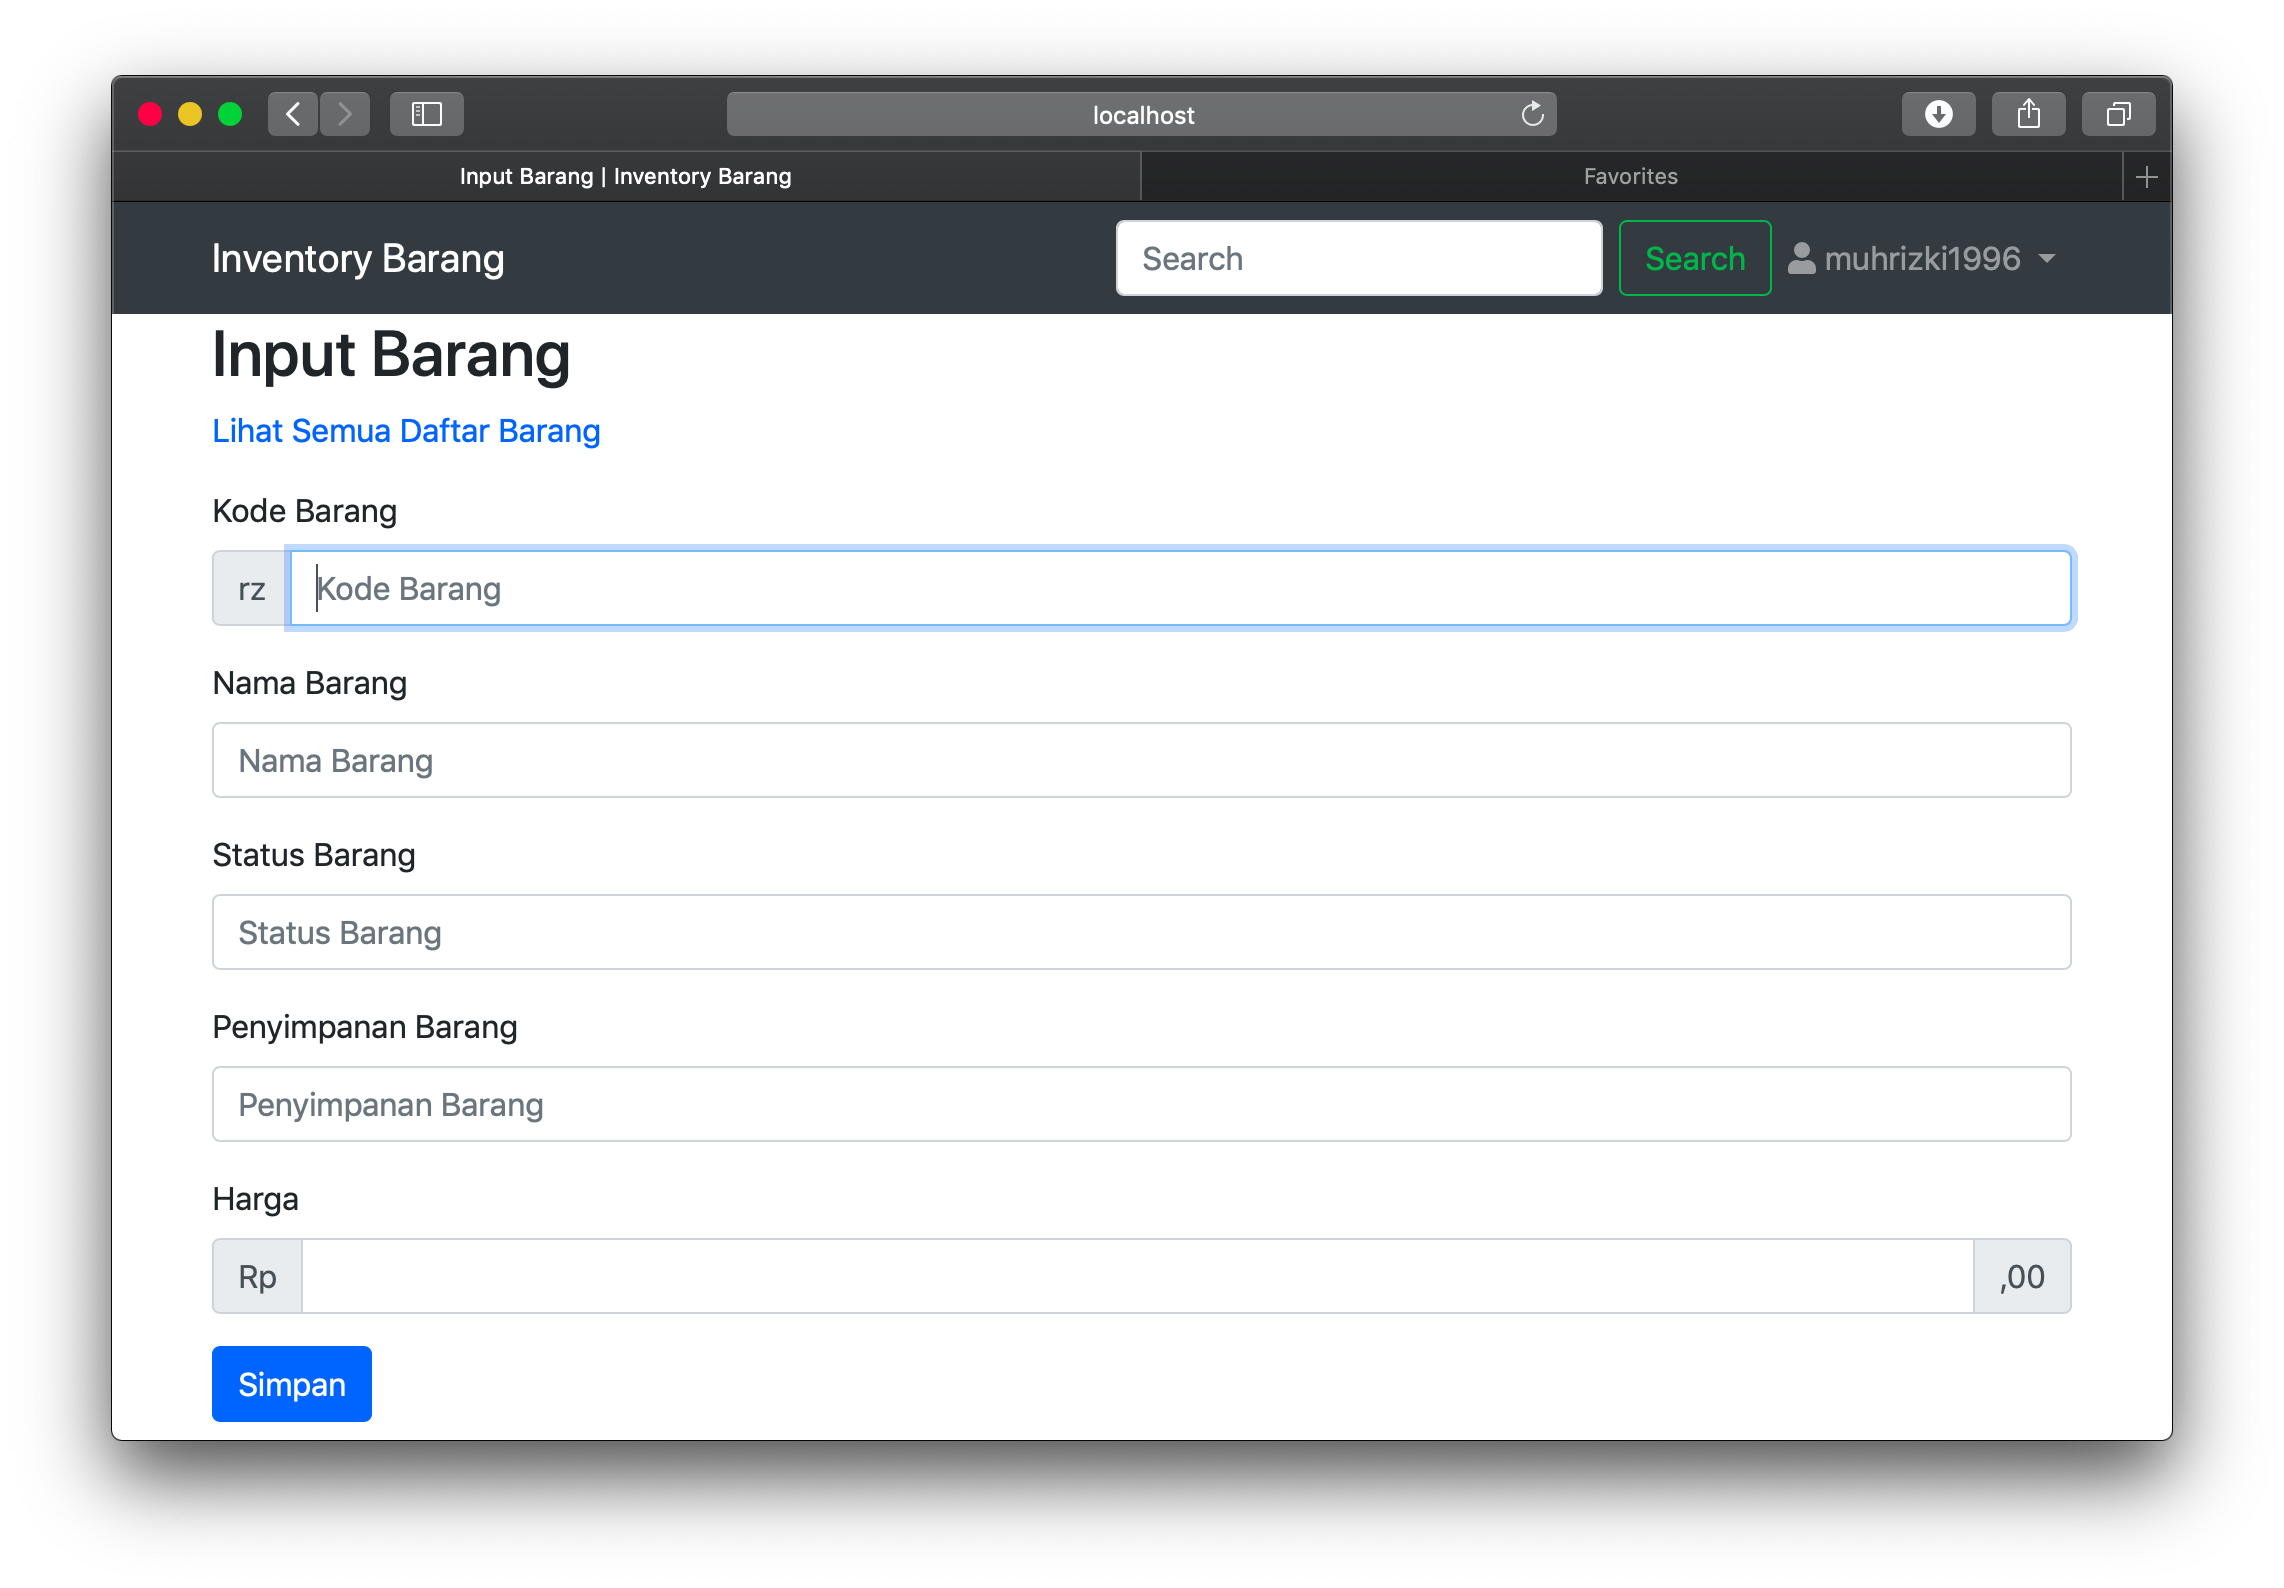 localhost
Input Barang | Inventory Barang
Favorites
Inventory Barang
Search
Search
muhrizki1996
Input Barang
Lihat Semua Daftar Barang
Kode Barang
rz
Kode Barang
Nama Barang
Nama Barang
Status Barang
Status Barang
Penyimpanan Barang
Penyimpanan Barang
Harga
Rp
,00
Simpan